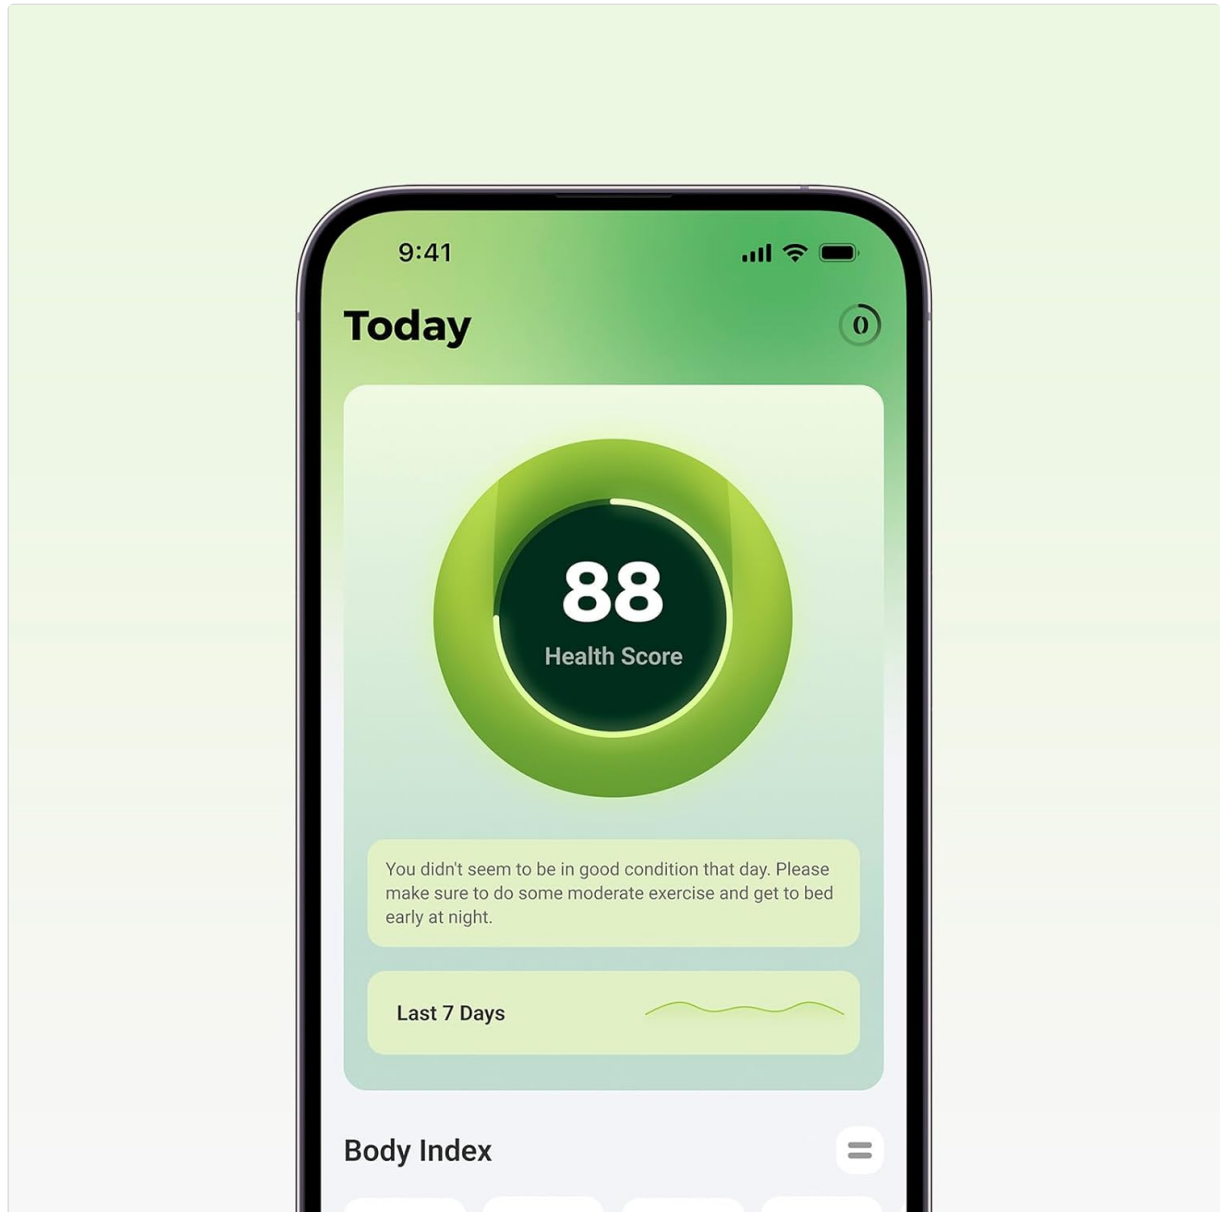 9:41
Today
0
88
Health Score
You didn't seem to be in good condition that day. Please
make sure to do some moderate exercise and get to bed
early at night.
Last 7 Days
Body Index